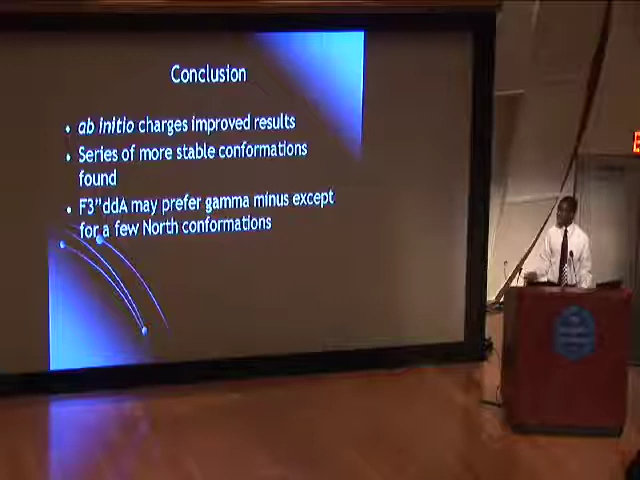 Conclusion
ab initio charges improved results
Series of more stable conformations
found
F3"ddA may prefer gamma minus except
for a few North conformations